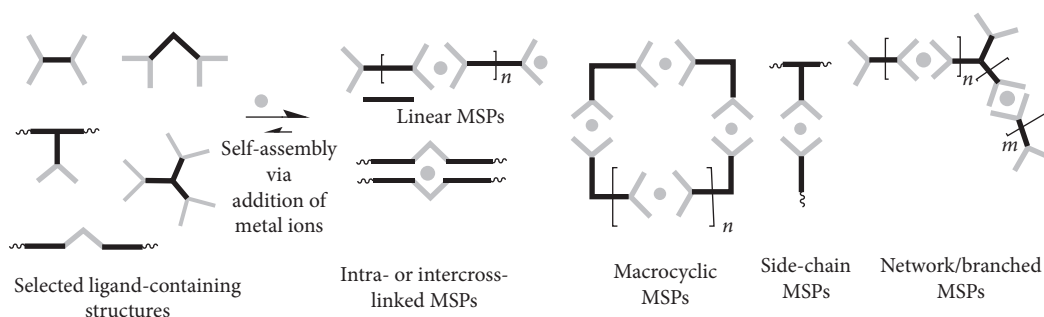 Self-assembly
via
addition of
metal ions
Selected ligand-containing
structures
n
Linear MSPs
Intra- or intercross-
linked MSPs
n
Macrocyclic
MSPs
Side-chain
MSPs
n
m
Network/branched
MSPs